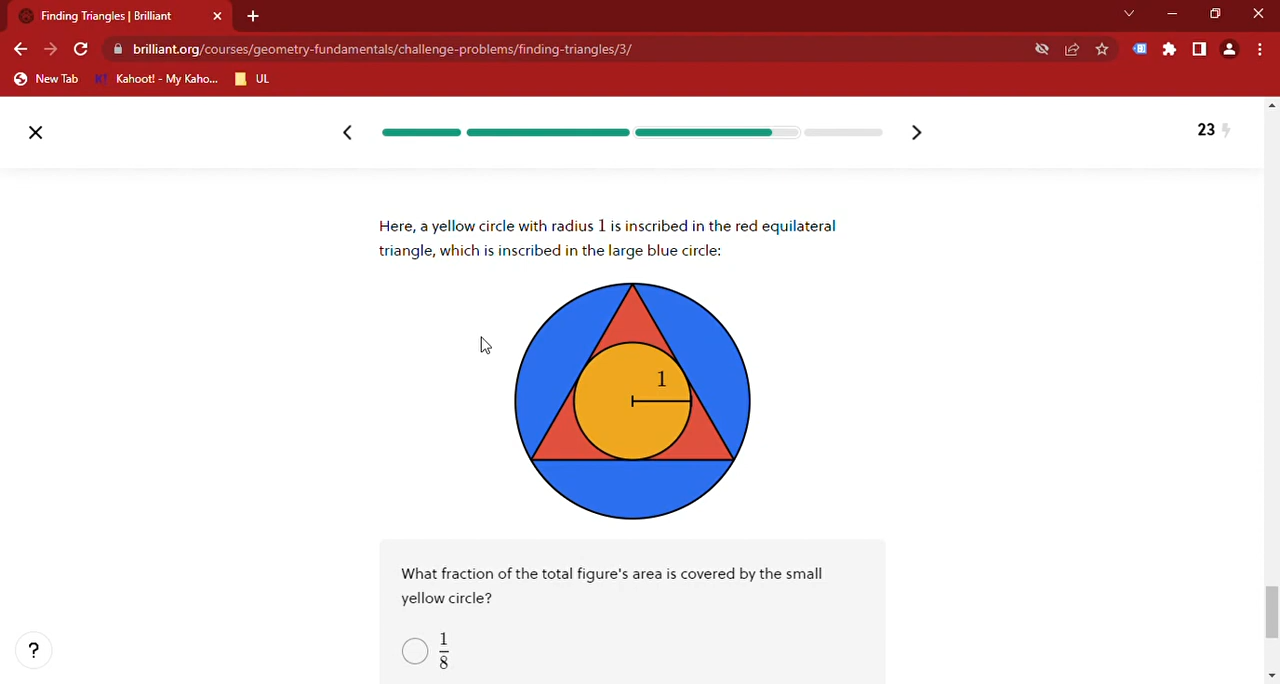 Finding Triangles | Brilliant
brilliant.org/courses/geometry-fundamentals/challenge-problems/finding-triangles/3/
New Tab K! Kahoot! - My Kaho... UL
23
Here, a yellow circle with radius 1 is inscribed in the red equilateral
triangle, which is inscribed in the large blue circle:
1
What fraction of the total figure's area is covered by the small
yellow circle?
1
8
?